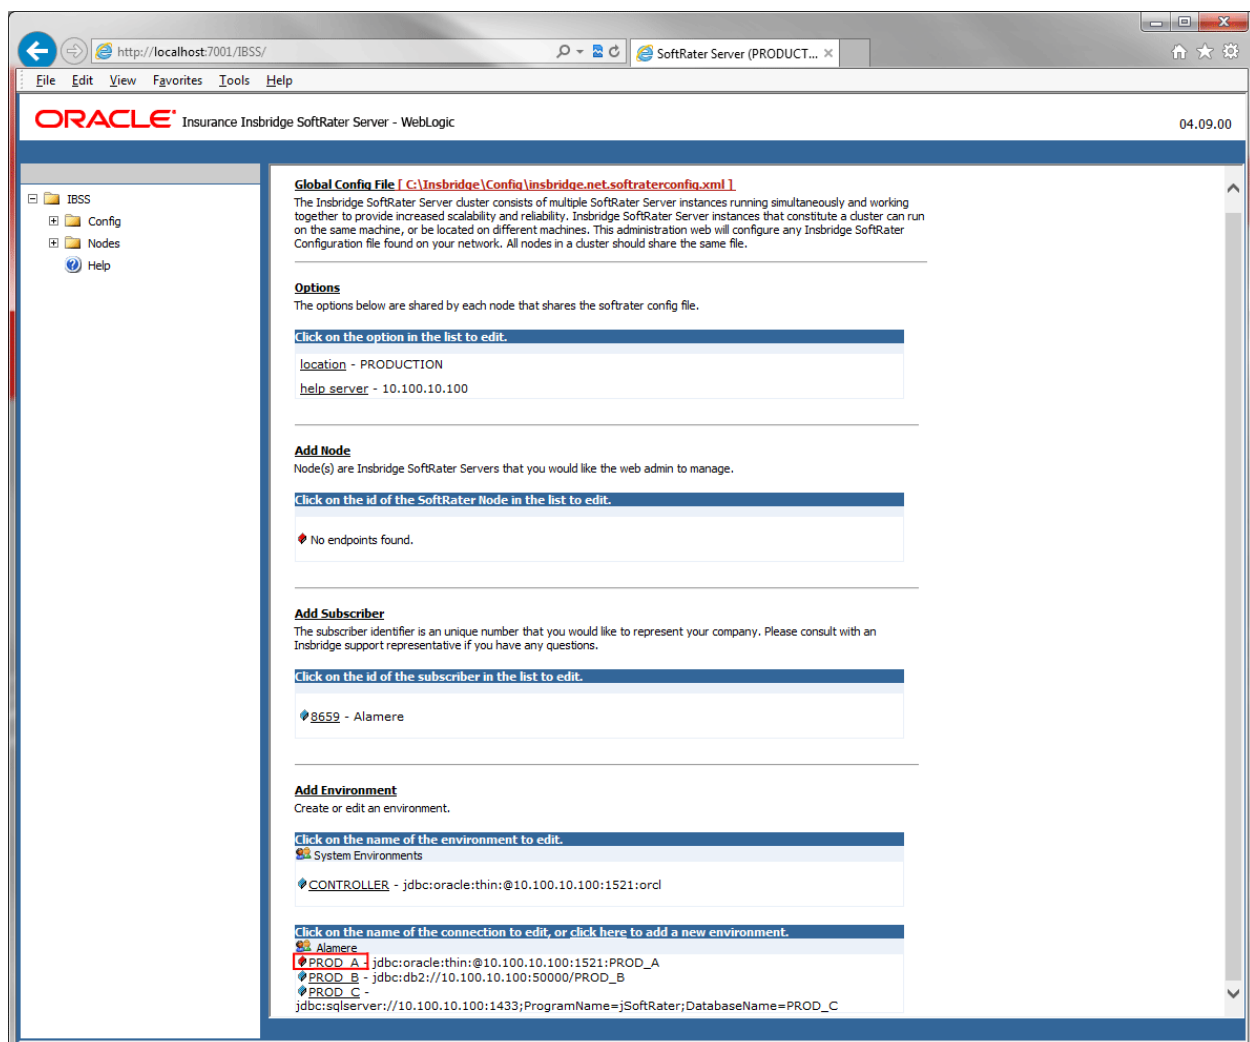 http://localhost:7001/IBSS/
SoftRater Server (PRODUCT...
File Edit View Favorites Tools Help
ORACLE Insurance Insbridge SoftRater Server - WebLogic
04.09.00
IBSS
Config
Nodes
Help
Global Config File [ C:\Insbridge\Config\insbridge.net.softraterconfig.xml ]
The Insbridge SoftRater Server cluster consists of multiple SoftRater Server instances running simultaneously and working
together to provide increased scalability and reliability. Insbridge SoftRater Server instances that constitute a cluster can run
on the same machine, or be located on different machines. This administration web will configure any Insbridge SoftRater
Configuration file found on your network. All nodes in a cluster should share the same file.
Options
The options below are shared by each node that shares the softrater config file.
Click on the option in the list to edit.
location - PRODUCTION
help server - 10.100.10.100
Add Node
Node(s) are Insbridge SoftRater Servers that you would like the web admin to manage.
Click on the id of the SoftRater Node in the list to edit.
No endpoints found.
Add Subscriber
The subscriber identifier is an unique number that you would like to represent your company. Please consult with an
Insbridge support representative if you have any questions.
Click on the id of the subscriber in the list to edit.
8659 - Alamere
Add Environment
Create or edit an environment.
Click on the name of the environment to edit.
System Environments
CONTROLLER - jdbc:oracle:thin:@10.100.10.100:1521:orcl
Click on the name of the connection to edit, or click here to add a new environment.
Alamere
PROD_A - jdbc:oracle:thin:@10.100.10.100:1521:PROD_A
PROD_B - jdbc:db2://10.100.10.100:50000/PROD_B
PROD_C -
jdbc:sqlserver://10.100.10.100:1433;ProgramName=jSoftRater;DatabaseName=PROD_C